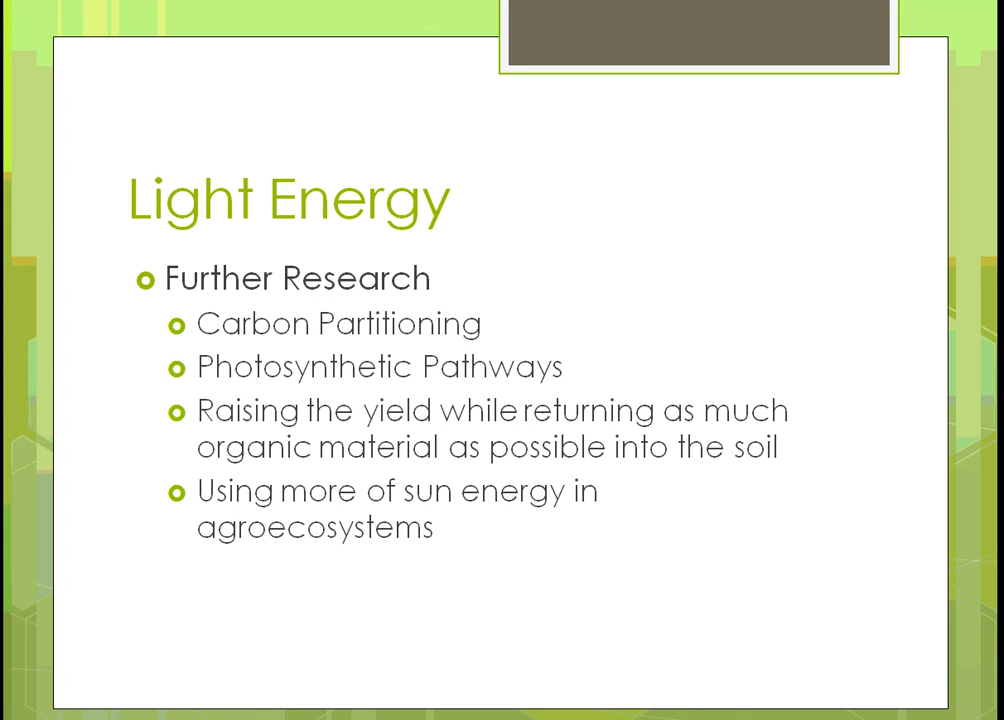 Light Energy
Further Research
Carbon Partitioning
Photosynthetic Pathways
Raising the yield while returning as much
organic material as possible into the soil
Using more of sun energy in
agroecosystems